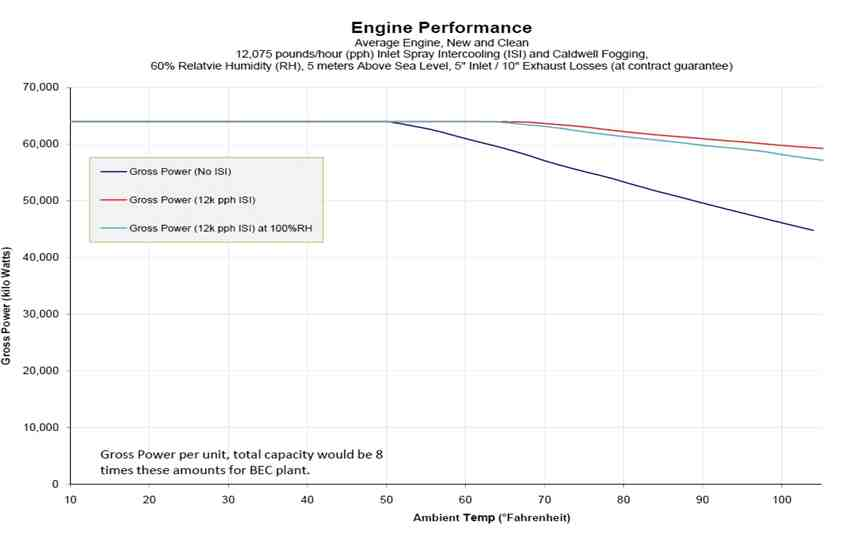 Engine Performance
Average Engine, New and Clean
12,075 pounds/hour (pph) Inlet Spray Intercooling (ISI) and Caldwell Fogging,
60% Relatvie Humidity (RH), 5 meters Above Sea Level, 5" Inlet / 10" Exhaust Losses (at contract guarantee)
70,000
60,000
50,000
40,000
30,000
20,000
10,000
0
Gross Power (kilo Watts)
Gross Power (No ISI)
Gross Power (12k pph ISI)
Gross Power (12k pph ISI) at 100%RH
Gross Power per unit, total capacity would be 8
times these amounts for BEC plant.
10 20 30 40 50 60 70 80 90 100
Ambient Temp (°Fahrenheit)